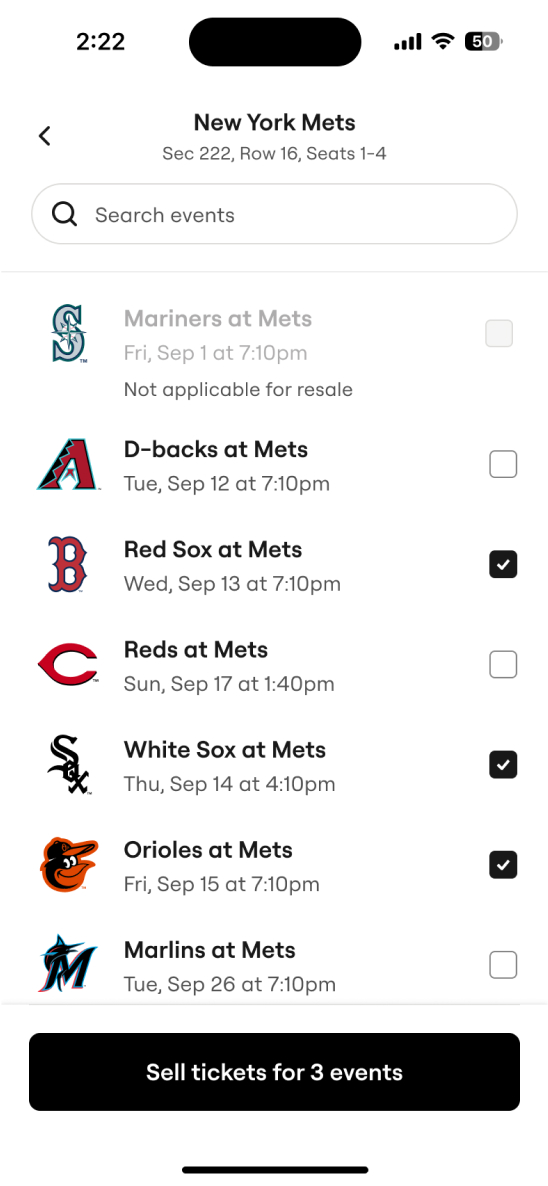 2:22
50
New York Mets
Sec 222, Row 16, Seats 1-4
Search events
Mariners at Mets
Fri, Sep 1 at 7:10pm
Not applicable for resale
D-backs at Mets
Tue, Sep 12 at 7:10pm
Red Sox at Mets
Wed, Sep 13 at 7:10pm
Reds at Mets
Sun, Sep 17 at 1:40pm
White Sox at Mets
Thu, Sep 14 at 4:10pm
Orioles at Mets
Fri, Sep 15 at 7:10pm
Marlins at Mets
Tue, Sep 26 at 7:10pm
Sell tickets for 3 events